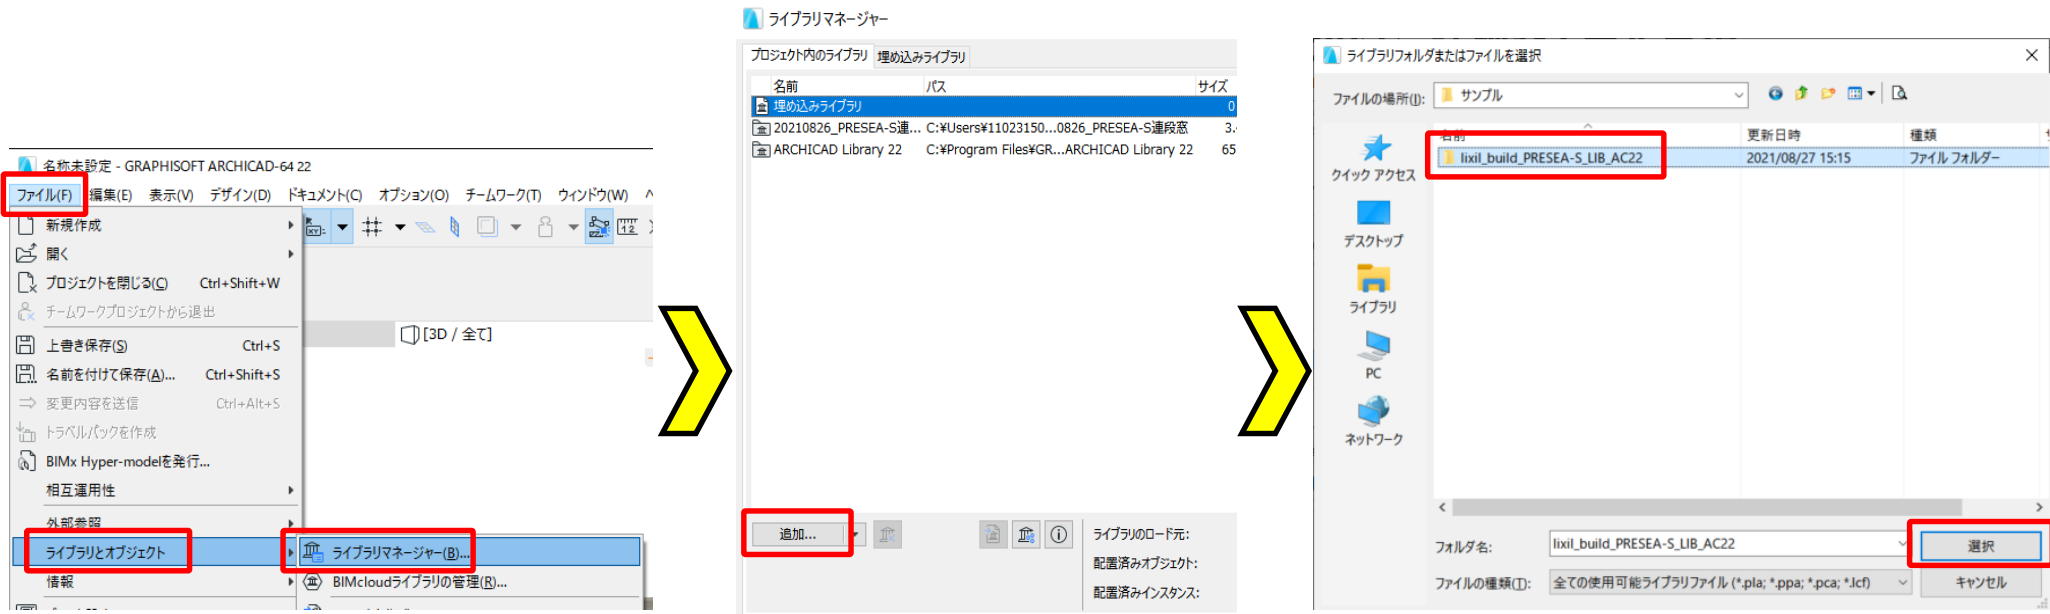 名称未設定 - GRAPHISOFT ARCHICAD-64 22
ファイル(F) 編集(E) 表示(V) デザイン(D) ドキュメント(C) オプション(O) チームワーク(T) ウィンドウ(W)
新規作成
開く
プロジェクトを閉じる(C) Ctrl+Shift+W
チームワークプロジェクトから退出
[3D / 全て]
上書き保存(S) Ctrl+S
名前を付けて保存(A)... Ctrl+Shift+S
変更内容を送信 Ctrl+Alt+S
トラベルパックを作成
BIMx Hyper-modelを発行...
相互運用性
外部参照
ライブラリとオブジェクト
ライブラリマネージャー(B)...
情報
BIMcloudライブラリの管理(R)...
ライブラリマネージャー
プロジェクト内のライブラリ 埋め込みライブラリ
名前 パス サイズ
埋め込みライブラリ 0
20210826_PRESEA-S連... C:¥Users¥11023150...0826_PRESEA-S連段窓 3.
ARCHICAD Library 22 C:¥Program Files¥GR...ARCHICAD Library 22 65
追加...
ライブラリのロード元:
配置済みオブジェクト:
配置済みインスタンス:
ライブラリフォルダまたはファイルを選択
ファイルの場所(I): サンプル
名前 更新日時 種類
lixil_build_PRESEA-S_LIB_AC22 2021/08/27 15:15 ファイル フォルダー
クイック アクセス
デスクトップ
ライブラリ
PC
ネットワーク
フォルダ名: lixil_build_PRESEA-S_LIB_AC22 選択
ファイルの種類(T): 全ての使用可能ライブラリファイル (*.pla; *.ppa; *.pca; *.lcf) キャンセル